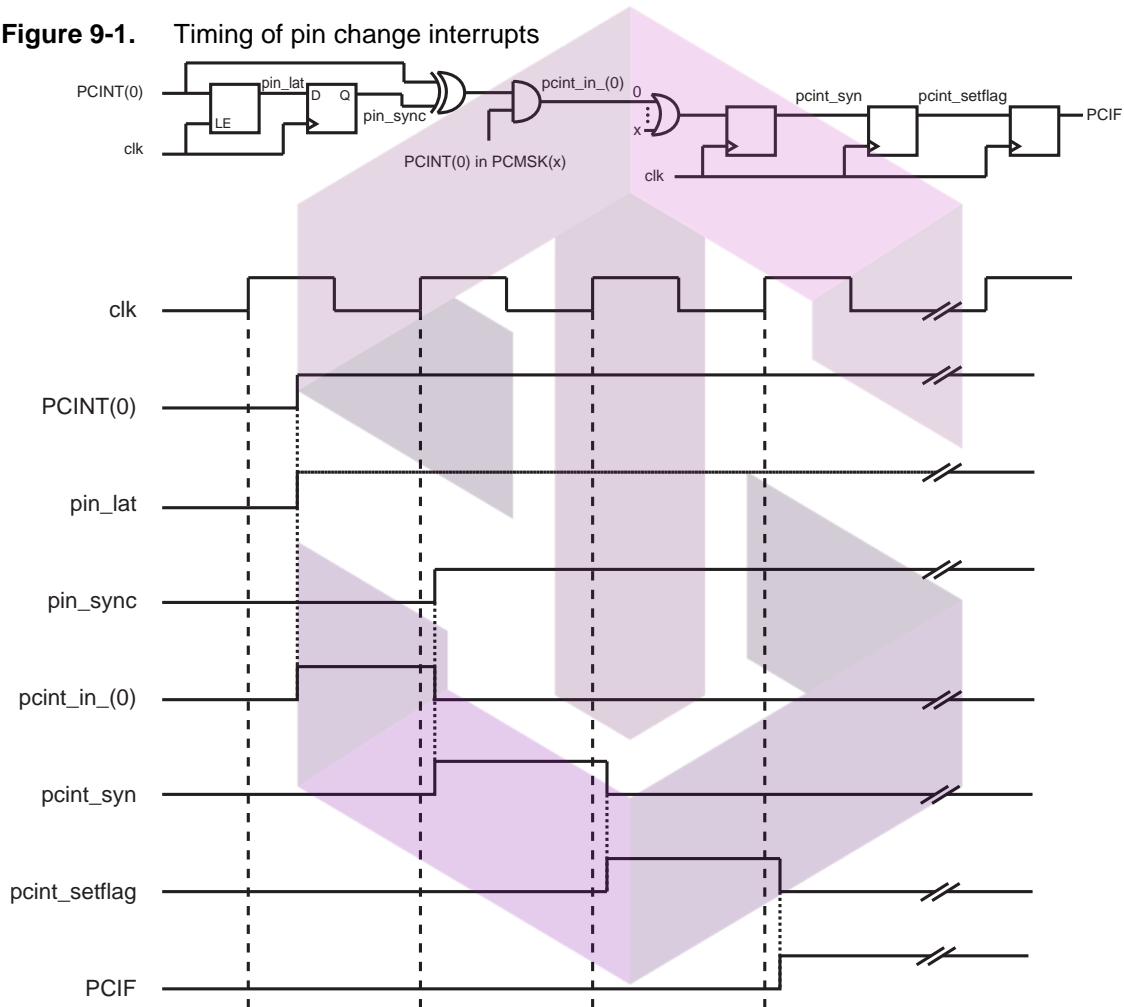 Figure 9-1. Timing of pin change interrupts
PCINT(0)
pin_lat
D Q
LE
pin_sync
clk
pcint_in_(0)
PCINT(0) in PCMSK(x)
0
x
clk
pcint_syn
pcint_setflag
PCIF
clk
PCINT(0)
pin_lat
pin_sync
pcint_in_(0)
pcint_syn
pcint_setflag
PCIF